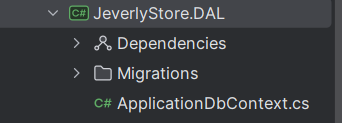 C# JeverlyStore.DAL
Dependencies
Migrations
C# ApplicationDbContext.cs